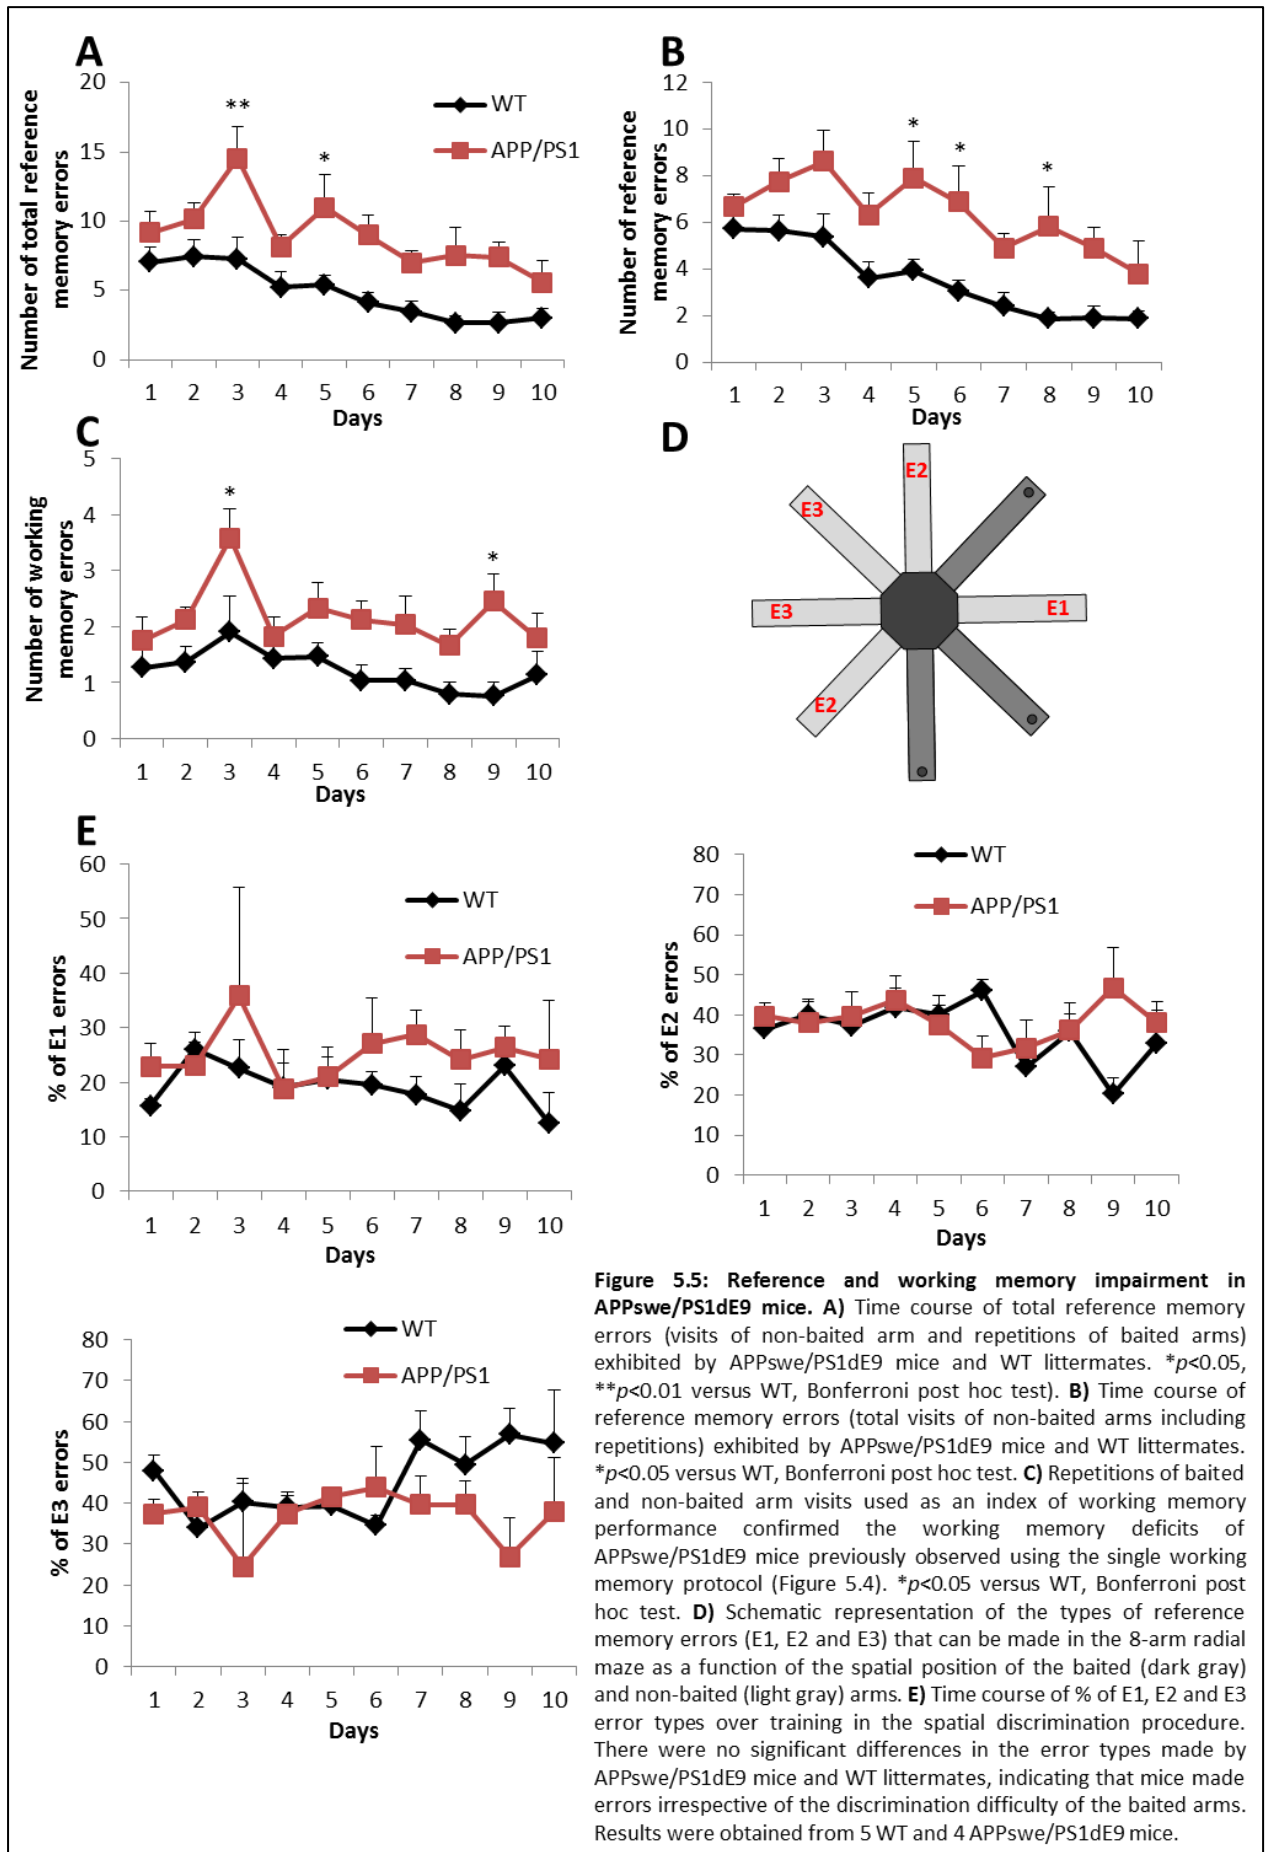 A
Number of total reference
memory errors
20
15
10
5
0
**
*
WT
APP/PS1
1 2 3 4 5 6 7 8 9 10
Days
B
Number of reference
memory errors
12
10
8
6
4
2
0
* * *
1 2 3 4 5 6 7 8 9 10
Days
C
Number of working
memory errors
5
4
3
2
1
0
* *
1 2 3 4 5 6 7 8 9 10
Days
D
E2
E3
E3
E1
E2
E
% of E1 errors
60
50
40
30
20
10
0
WT
APP/PS1
1 2 3 4 5 6 7 8 9 10
Days
% of E2 errors
80
70
60
50
40
30
20
10
0
WT
APP/PS1
1 2 3 4 5 6 7 8 9 10
Days
% of E3 errors
80
70
60
50
40
30
20
10
0
WT
APP/PS1
1 2 3 4 5 6 7 8 9 10
Days
Figure 5.5: Reference and working memory impairment in
APPswe/PS1dE9 mice. A) Time course of total reference memory
errors (visits of non-baited arm and repetitions of baited arms)
exhibited by APPswe/PS1dE9 mice and WT littermates. *p<0.05,
**p<0.01 versus WT, Bonferroni post hoc test). B) Time course of
reference memory errors (total visits of non-baited arms including
repetitions) exhibited by APPswe/PS1dE9 mice and WT littermates.
*p<0.05 versus WT, Bonferroni post hoc test. C) Repetitions of baited
and non-baited arm visits used as an index of working memory
performance confirmed the working memory deficits of
APPswe/PS1dE9 mice previously observed using the single working
memory protocol (Figure 5.4). *p<0.05 versus WT, Bonferroni post
hoc test. D) Schematic representation of the types of reference
memory errors (E1, E2 and E3) that can be made in the 8-arm radial
maze as a function of the spatial position of the baited (dark gray)
and non-baited (light gray) arms. E) Time course of % of E1, E2 and E3
error types over training in the spatial discrimination procedure.
There were no significant differences in the error types made by
APPswe/PS1dE9 mice and WT littermates, indicating that mice made
errors irrespective of the discrimination difficulty of the baited arms.
Results were obtained from 5 WT and 4 APPswe/PS1dE9 mice.